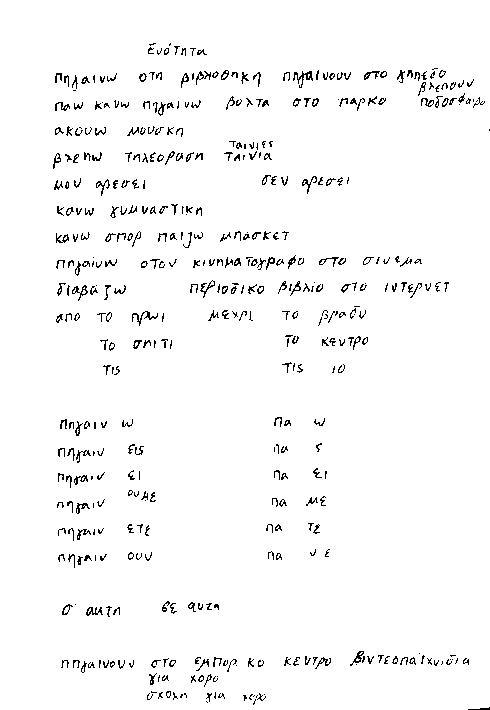 Ενότητα
πηγαινω στη βιβλιοθηκη πηγαινουν στο γηπεδο
βλεπουν
παω κανω πηγαινω βολτα στο παρκο ποδοσφαιρο
ακουω μουσκη
ταινιες
βλεπω τηλεοραση ταινια
μου αρεσει δεν αρεσει
κανω γυμναστικη
κανω σπορ παιζω μπασκετ
πηγαινω στον κινηματογραφο στο σινεμα
διαβαζω περιοδικο βιβλιο στο ιντερνετ
απο το πρωι μεχρι το βραδυ
το σπιτι το κεντρο
τις τις 10
πηγαιν ω πα ω
πηγαιν εις πα ς
πηγαιν ει πα ει
πηγαιν ουμε πα με
πηγαιν ετε πα τε
πηγαιν ουν πα νε
σ' αυτη σε αυτη
πηγαινουν στο εμπορ κο κεντρο βιντεοπαιχνιδια
για χορο
σχολη για χορο